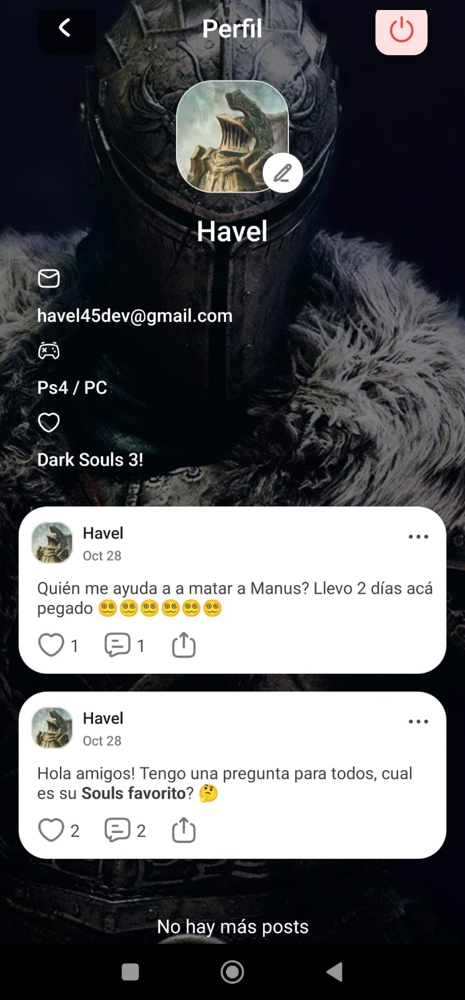 Perfil
Havel
havel45dev@gmail.com
Ps4 / PC
Dark Souls 3!
Havel
Oct 28
Quién me ayuda a a matar a Manus? Llevo 2 días acá
pegado 😵‍💫😵‍💫😵‍💫😵‍💫😵‍💫😵‍💫
1 1
Havel
Oct 28
Hola amigos! Tengo una pregunta para todos, cual
es su Souls favorito? 🤔
2 2
No hay más posts